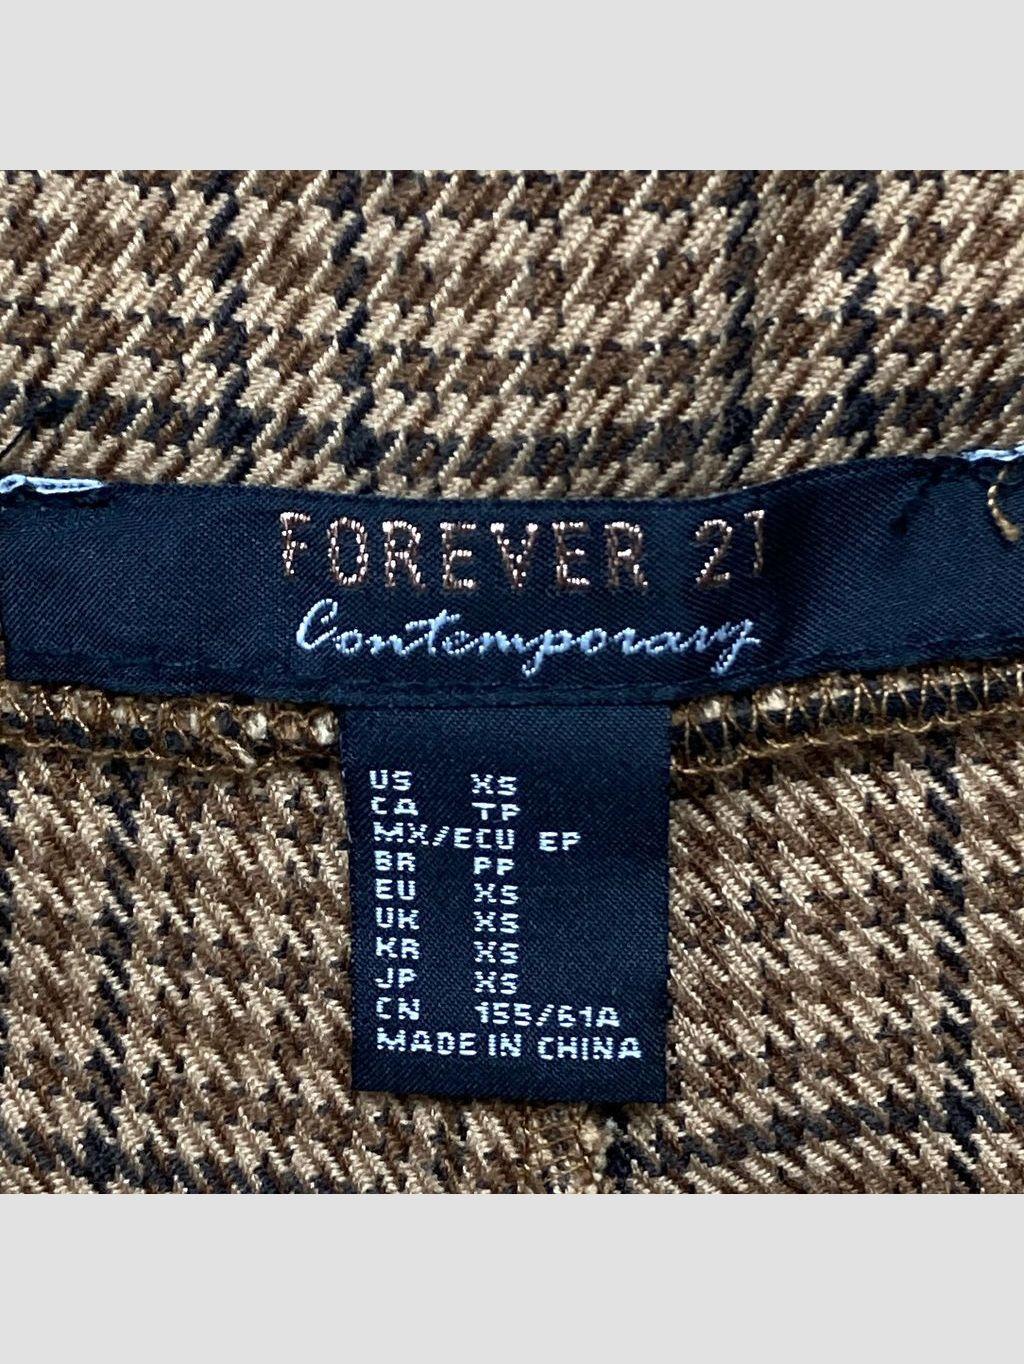 FOREVER 21
Contemporary
US XS
CA TP
MX/ECU EP
BR PP
EU XS
UK XS
KR XS
JP XS
CN 155/61A
MADE IN CHINA